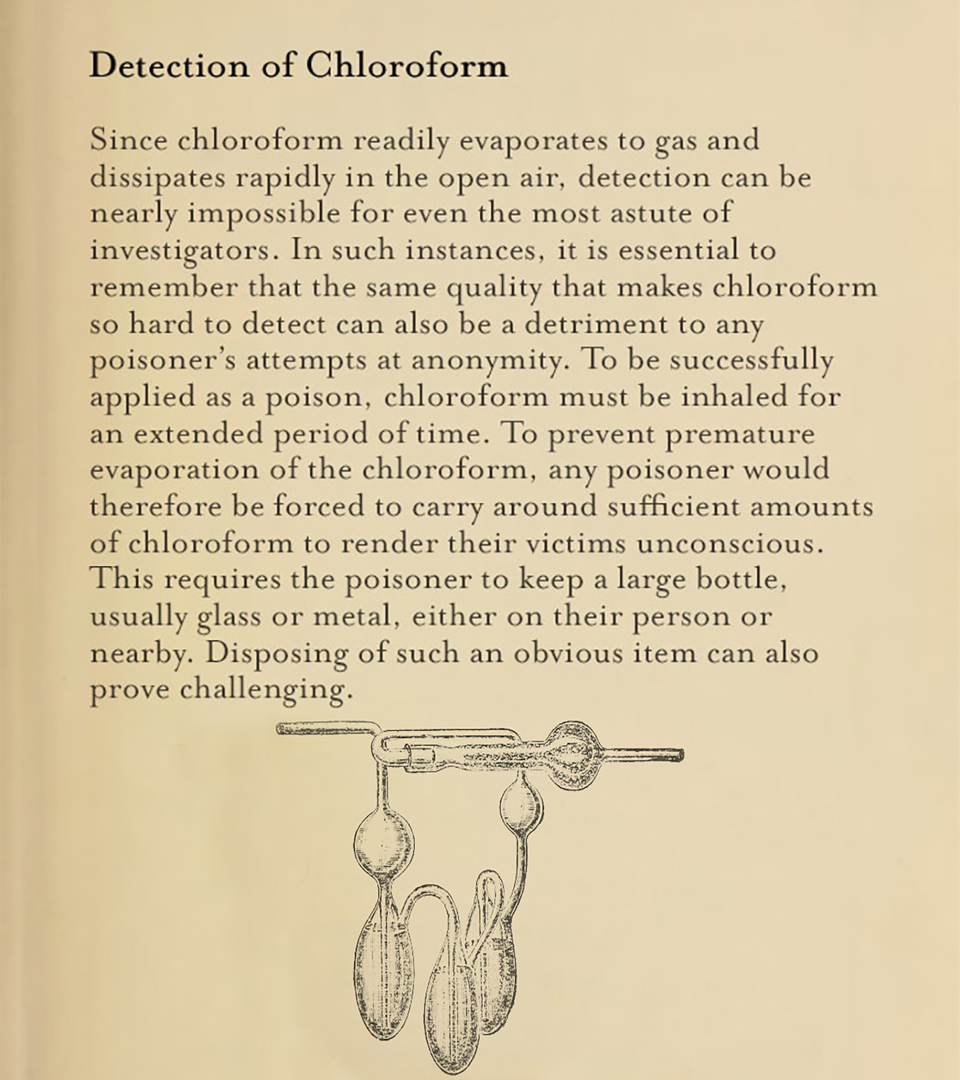 Detection of Chloroform
Since chloroform readily evaporates to gas and
dissipates rapidly in the open air, detection can be
nearly impossible for even the most astute of
investigators. In such instances, it is essential to
remember that the same quality that makes chloroform
so hard to detect can also be a detriment to any
poisoner’s attempts at anonymity. To be successfully
applied as a poison, chloroform must be inhaled for
an extended period of time. To prevent premature
evaporation of the chloroform, any poisoner would
therefore be forced to carry around sufficient amounts
of chloroform to render their victims unconscious.
This requires the poisoner to keep a large bottle,
usually glass or metal, either on their person or
nearby. Disposing of such an obvious item can also
prove challenging.